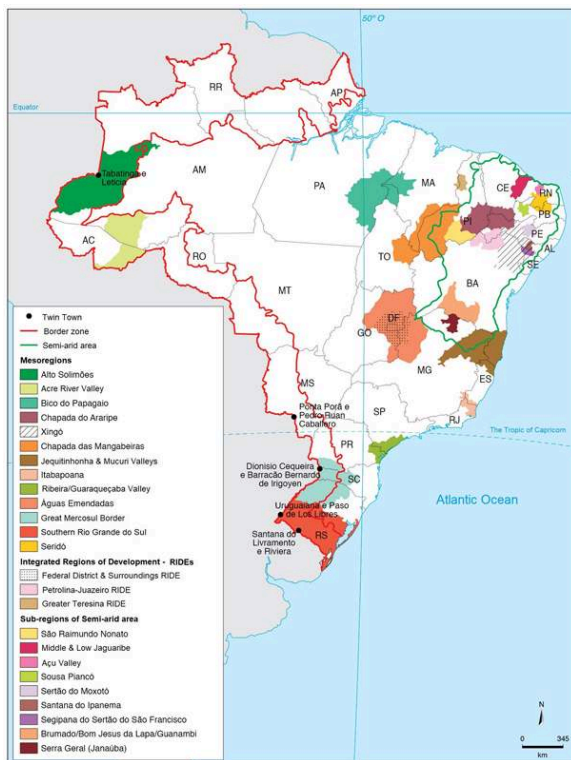 50° O
Equator
RR
AP
Tabatinga e
Letícia
AM
PA
MA
CE
RN
PB
PE
AL
SE
PI
TO
AC
RO
MT
BA
DF
GO
MG
ES
MS
SP
RJ
The Tropic of Capricorn
Ponta Porã e
Pedro Ruan
Caballero
PR
Dionisio Cequeira
e Barracão Bernardo
de Irigoyen
SC
Uruguaiana e Paso
de Los Libres
RS
Santana do
Livramento
e Riviera
Atlantic Ocean
Twin Town
Border zone
Semi-arid area
Mesoregions
Alto Solimões
Acre River Valley
Bico do Papagaio
Chapada do Araripe
Xingó
Chapada das Mangabeiras
Jequitinhonha & Mucuri Valleys
Itabapoana
Ribeira/Guaraqueçaba Valley
Águas Emendadas
Great Mercosul Border
Southern Rio Grande do Sul
Seridó
Integrated Regions of Development - RIDEs
Federal District & Surroundings RIDE
Petrolina-Juazeiro RIDE
Greater Teresina RIDE
Sub-regions of Semi-arid area
São Raimundo Nonato
Middle & Low Jaguaribe
Açu Valley
Sousa Piancó
Sertão do Moxotó
Santana do Ipanema
Segipana do Sertão do São Francisco
Brumado/Bom Jesus da Lapa/Guanambi
Serra Geral (Janaúba)
N
0 345
km